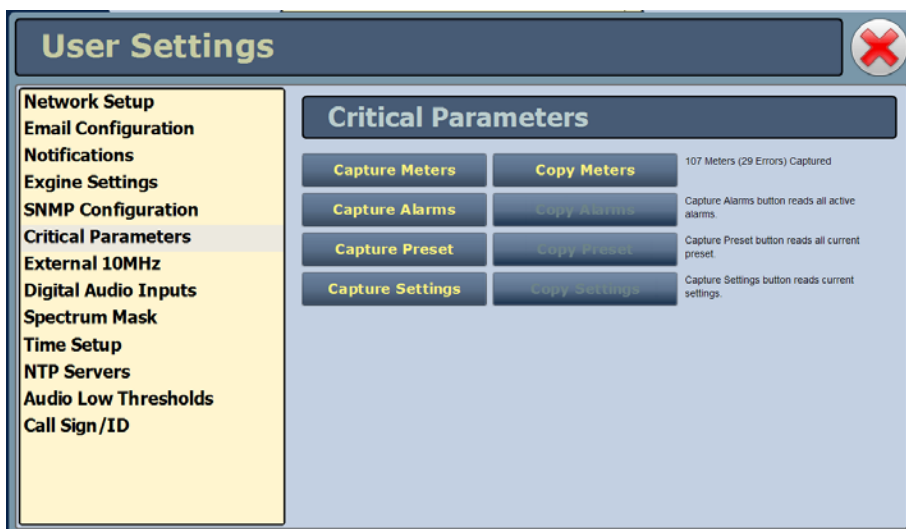 User Settings
Network Setup
Email Configuration
Notifications
Exgine Settings
SNMP Configuration
Critical Parameters
External 10MHz
Digital Audio Inputs
Spectrum Mask
Time Setup
NTP Servers
Audio Low Thresholds
Call Sign/ID
Critical Parameters
Capture Meters
Copy Meters
107 Meters (29 Errors) Captured
Capture Alarms
Copy Alarms
Capture Alarms button reads all active
alarms.
Capture Preset
Copy Preset
Capture Preset button reads all current
preset.
Capture Settings
Copy Settings
Capture Settings button reads current
settings.